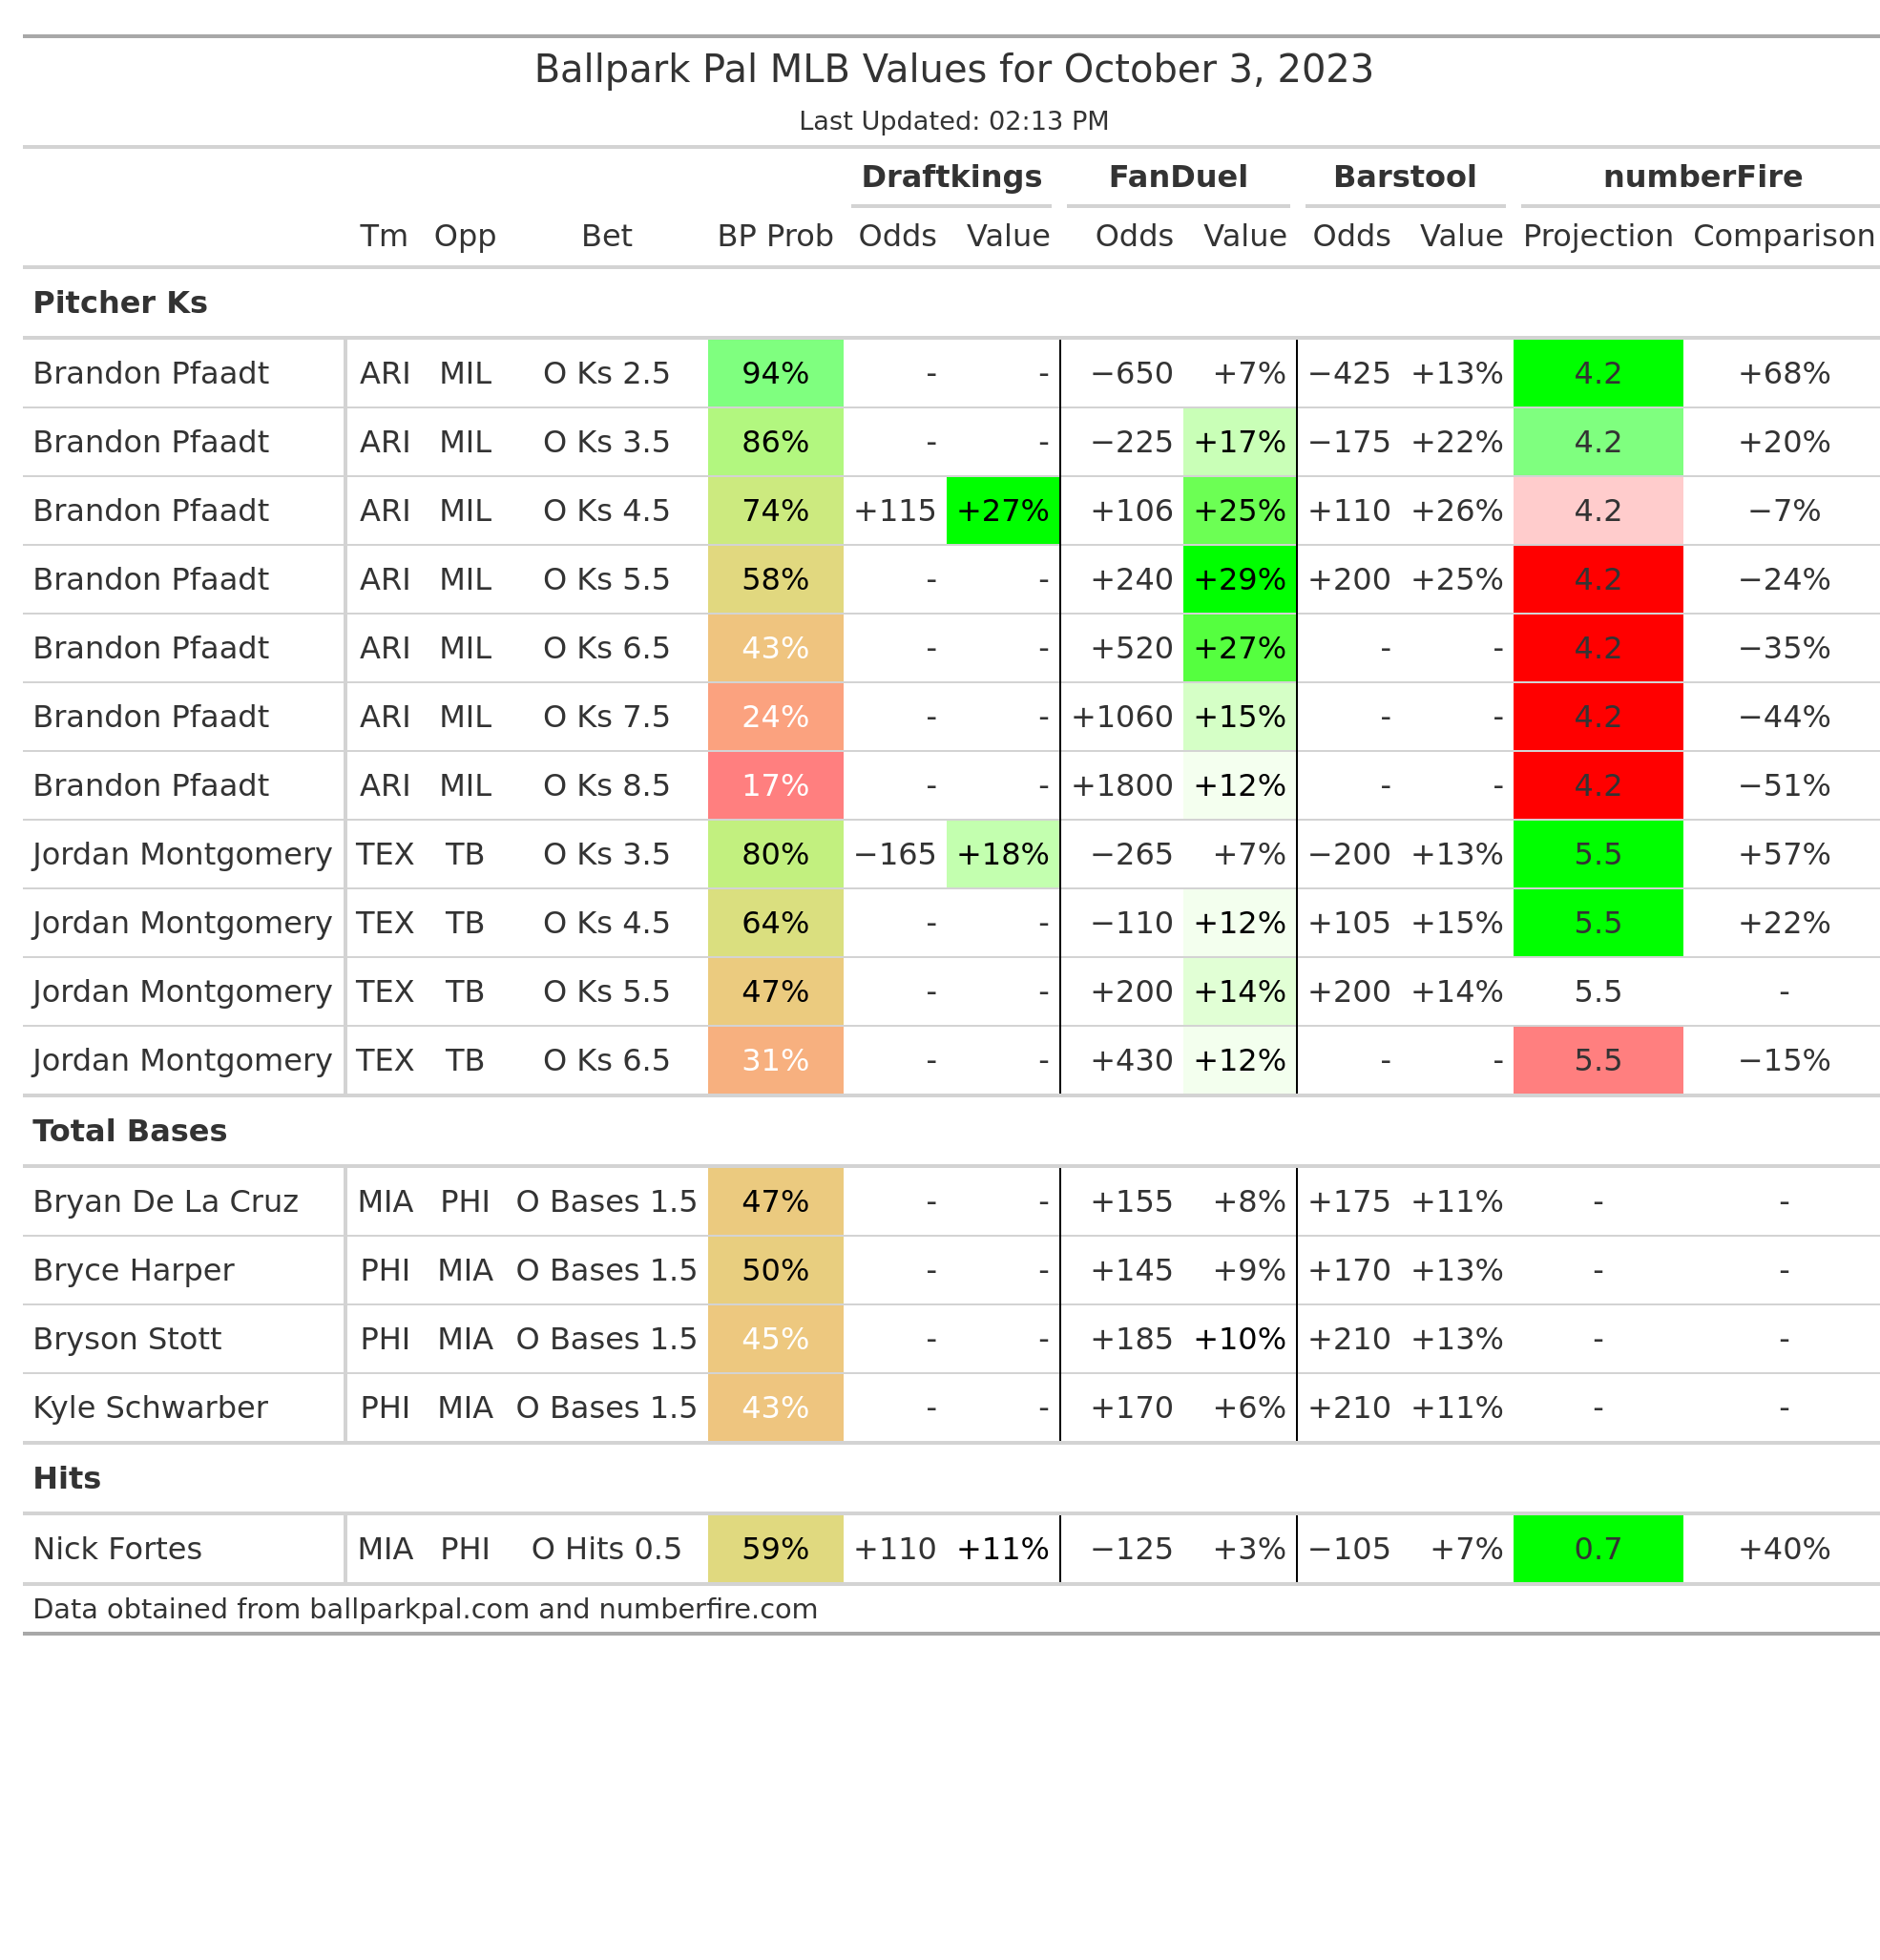 Ballpark Pal MLB Values for October 3, 2023
Last Updated: 02:13 PM
Draftkings FanDuel Barstool numberFire
Tm Opp Bet BP Prob Odds Value Odds Value Odds Value Projection Comparison
Pitcher Ks
Brandon Pfaadt ARI MIL O Ks 2.5 94% - - −650 +7% −425 +13% 4.2 +68%
Brandon Pfaadt ARI MIL O Ks 3.5 86% - - −225 +17% −175 +22% 4.2 +20%
Brandon Pfaadt ARI MIL O Ks 4.5 74% +115 +27% +106 +25% +110 +26% 4.2 −7%
Brandon Pfaadt ARI MIL O Ks 5.5 58% - - +240 +29% +200 +25% 4.2 −24%
Brandon Pfaadt ARI MIL O Ks 6.5 43% - - +520 +27% - - 4.2 −35%
Brandon Pfaadt ARI MIL O Ks 7.5 24% - - +1060 +15% - - 4.2 −44%
Brandon Pfaadt ARI MIL O Ks 8.5 17% - - +1800 +12% - - 4.2 −51%
Jordan Montgomery TEX TB O Ks 3.5 80% −165 +18% −265 +7% −200 +13% 5.5 +57%
Jordan Montgomery TEX TB O Ks 4.5 64% - - −110 +12% +105 +15% 5.5 +22%
Jordan Montgomery TEX TB O Ks 5.5 47% - - +200 +14% +200 +14% 5.5 -
Jordan Montgomery TEX TB O Ks 6.5 31% - - +430 +12% - - 5.5 −15%
Total Bases
Bryan De La Cruz MIA PHI O Bases 1.5 47% - - +155 +8% +175 +11% - -
Bryce Harper PHI MIA O Bases 1.5 50% - - +145 +9% +170 +13% - -
Bryson Stott PHI MIA O Bases 1.5 45% - - +185 +10% +210 +13% - -
Kyle Schwarber PHI MIA O Bases 1.5 43% - - +170 +6% +210 +11% - -
Hits
Nick Fortes MIA PHI O Hits 0.5 59% +110 +11% −125 +3% −105 +7% 0.7 +40%
Data obtained from ballparkpal.com and numberfire.com